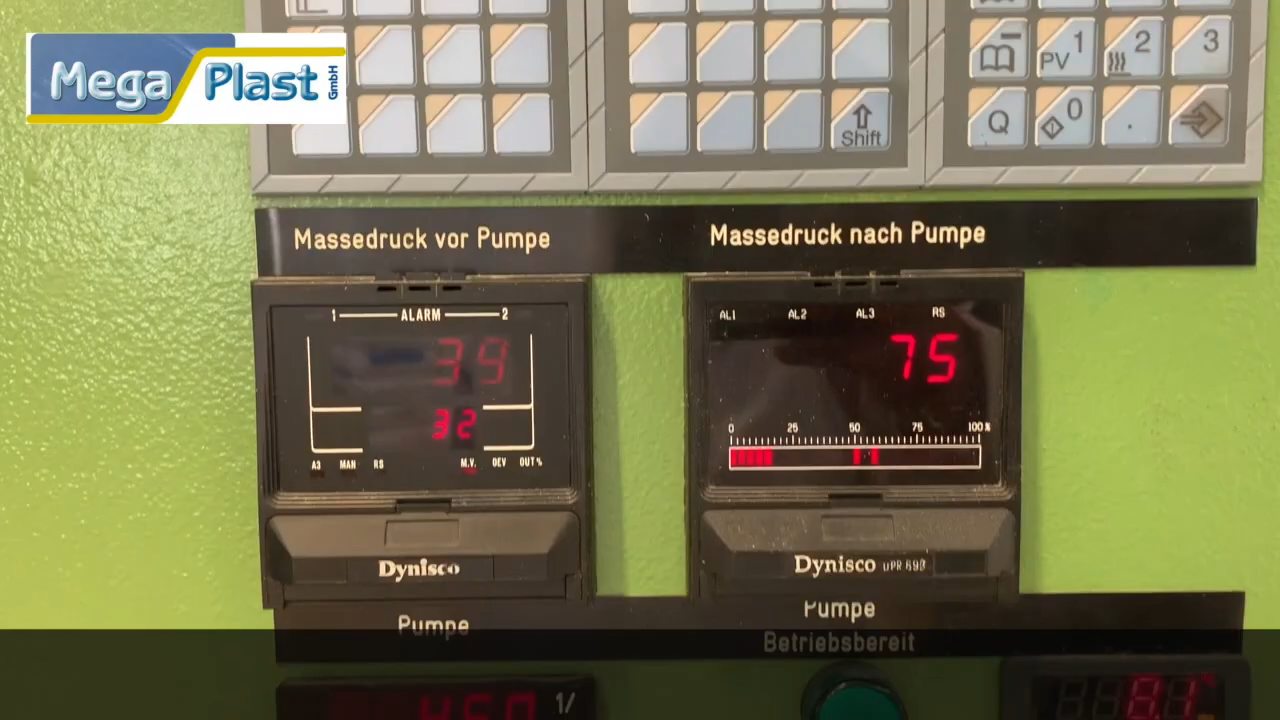 Mega Plast GmbH
PV 1
2
3
Q
0
.
Shift
Massedruck vor Pumpe
Massedruck nach Pumpe
1 ALARM 2
39
32
A3 MAN RS M.V. DEV OUT%
Dynisco
AL1 AL2 AL3 RS
75
0 25 50 75 100%
Dynisco
Pumpe
Pumpe
Betriebsbereit
1/